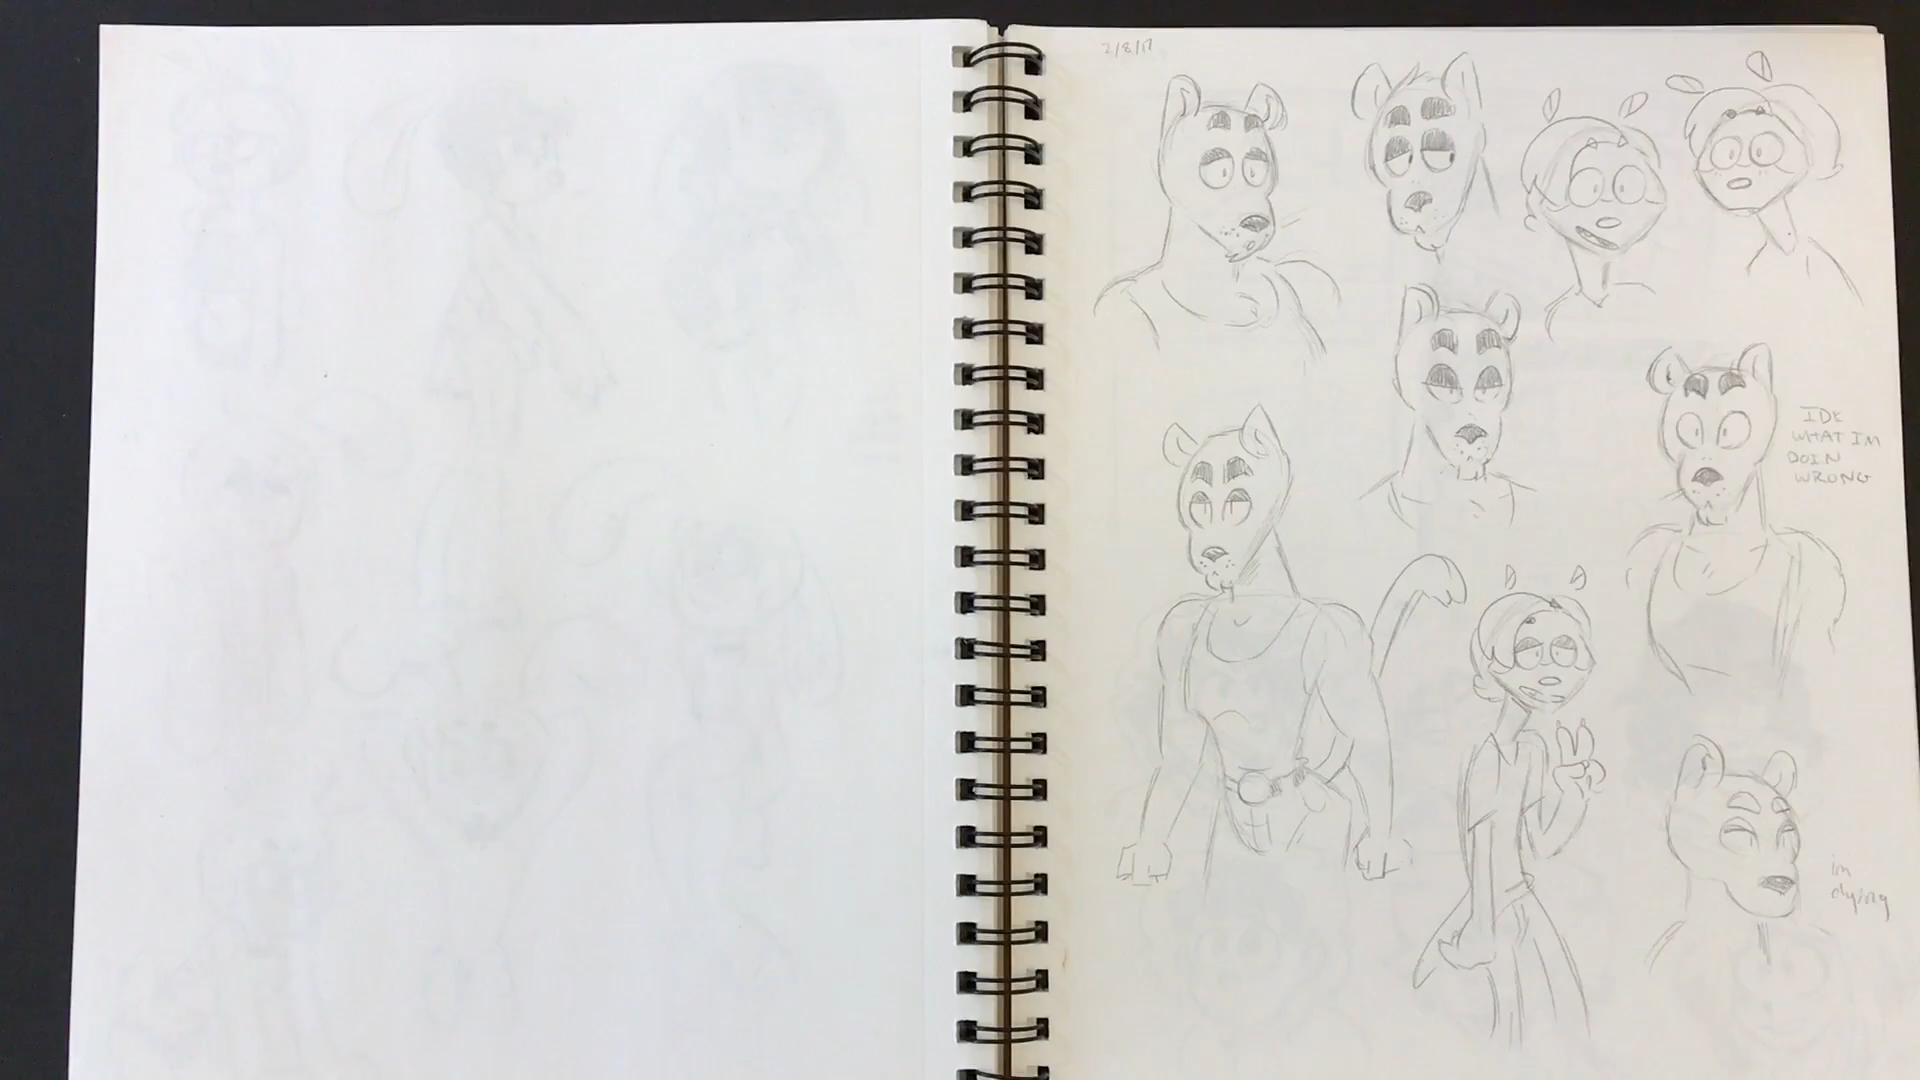 2/8/17
IDK
WHAT IM
DOIN
WRONG
im
dying